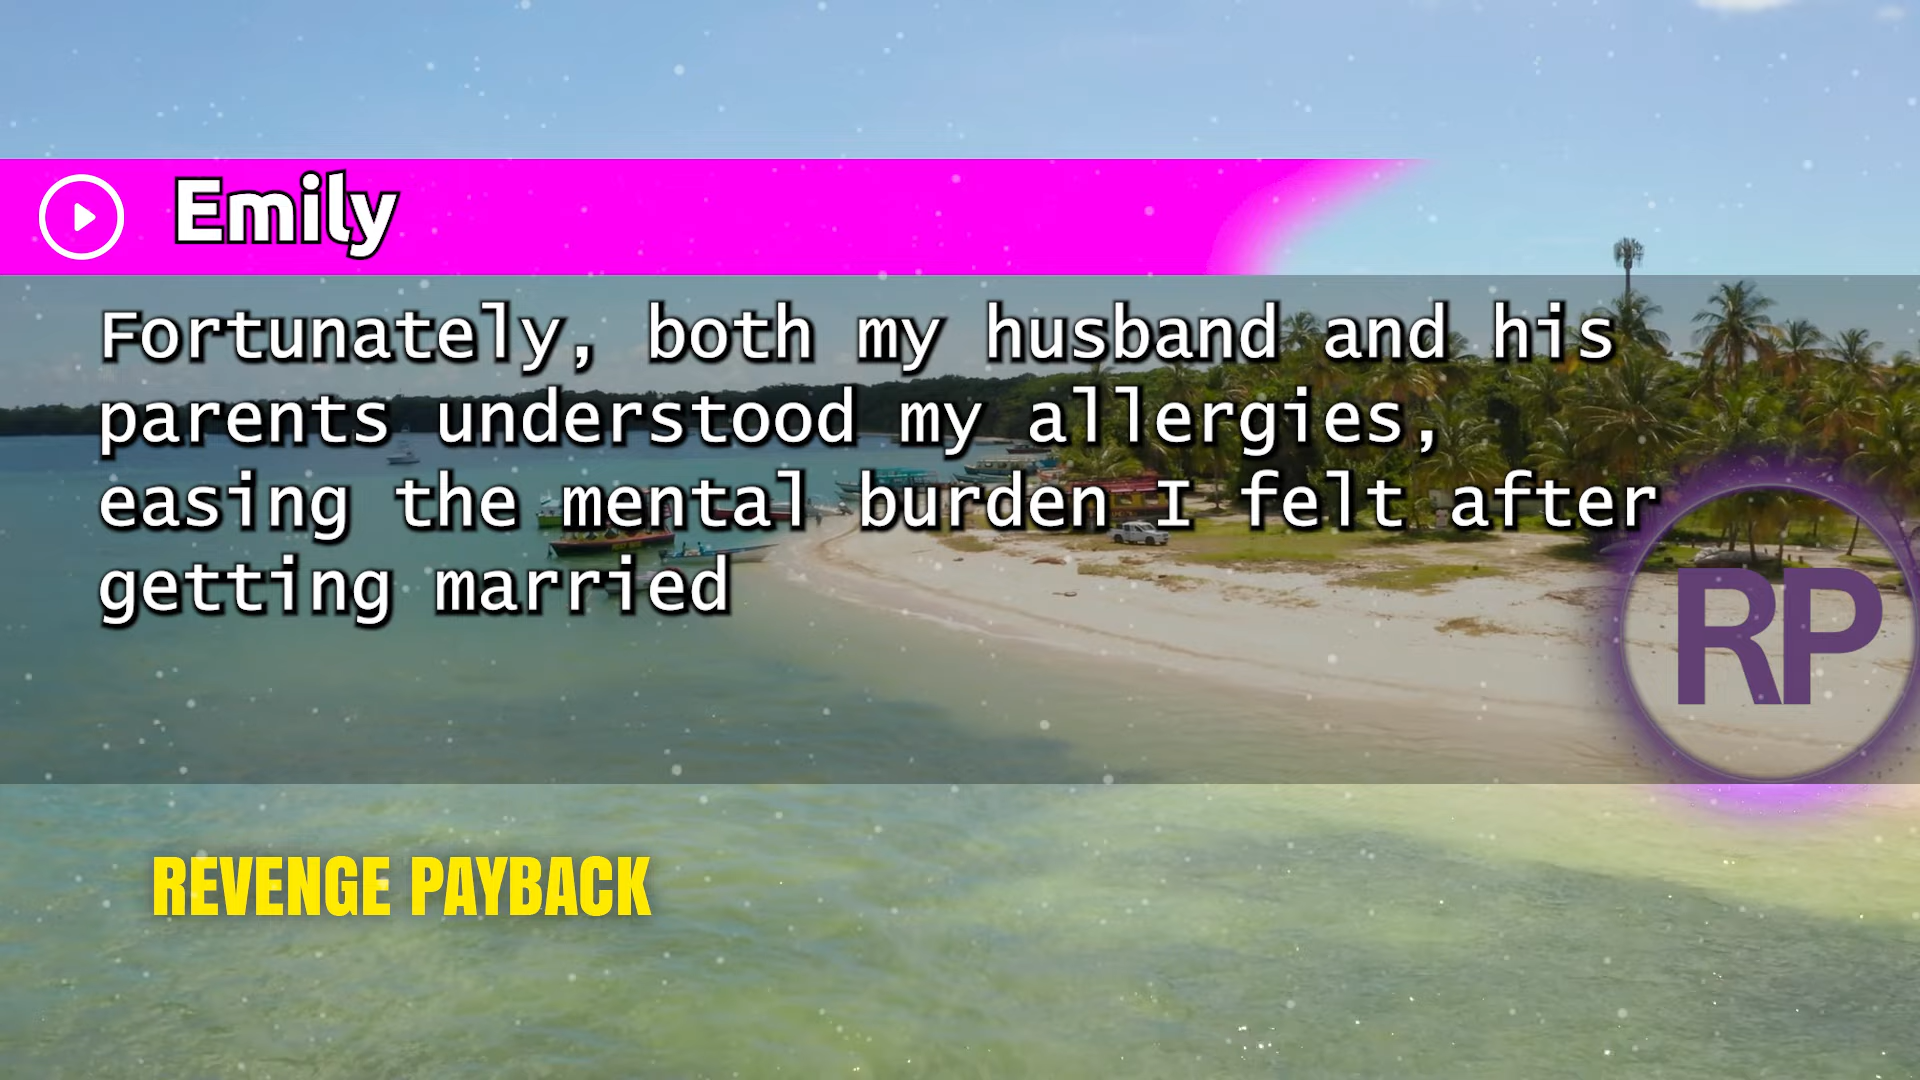 Emily
Fortunately, both my husband and his
parents understood my allergies,
easing the mental burden I felt after
getting married
RP
REVENGE PAYBACK